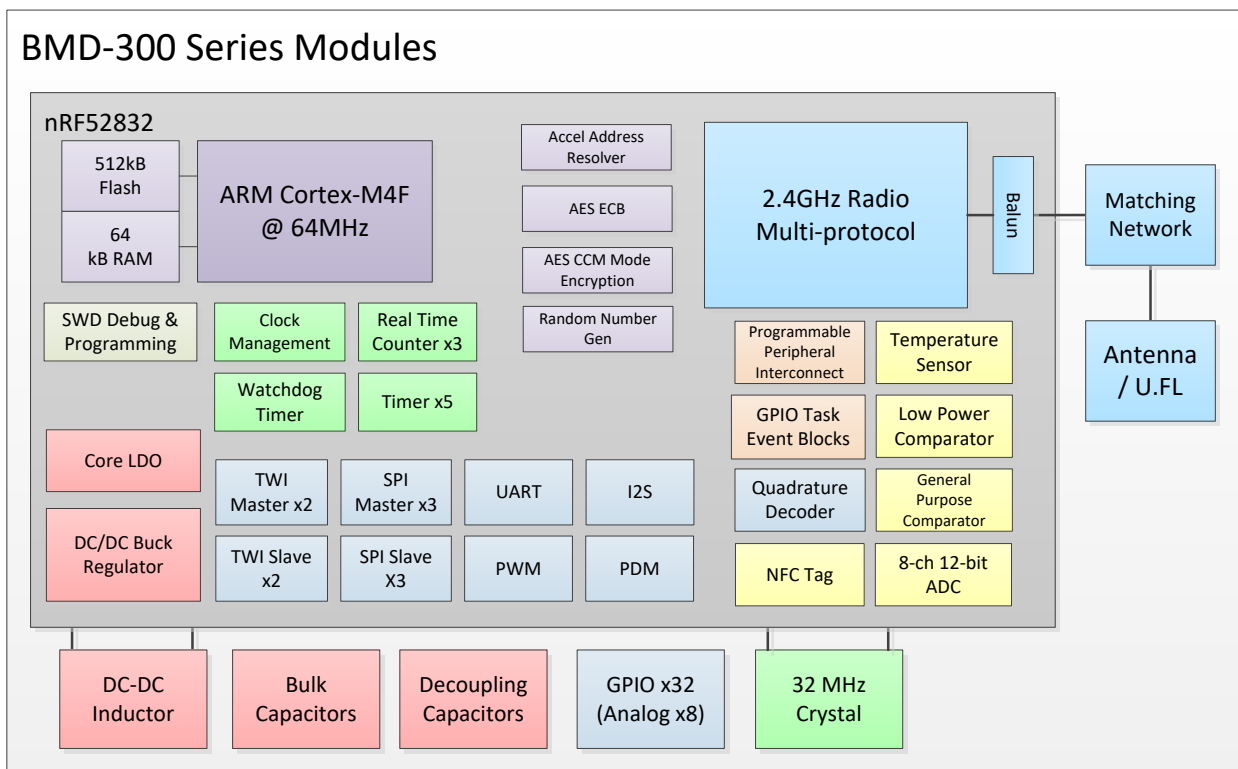 BMD-300 Series Modules
nRF52832
512kB
Flash
64
kB RAM
ARM Cortex-M4F
@ 64MHz
Accel Address
Resolver
AES ECB
AES CCM Mode
Encryption
Random Number
Gen
2.4GHz Radio
Multi-protocol
Balun
Matching
Network
Antenna
/ U.FL
SWD Debug &
Programming
Clock
Management
Real Time
Counter x3
Watchdog
Timer
Timer x5
Programmable
Peripheral
Interconnect
Temperature
Sensor
GPIO Task
Event Blocks
Low Power
Comparator
Core LDO
DC/DC Buck
Regulator
TWI
Master x2
SPI
Master x3
UART
I2S
Quadrature
Decoder
General
Purpose
Comparator
TWI Slave
x2
SPI Slave
X3
PWM
PDM
NFC Tag
8-ch 12-bit
ADC
DC-DC
Inductor
Bulk
Capacitors
Decoupling
Capacitors
GPIO x32
(Analog x8)
32 MHz
Crystal